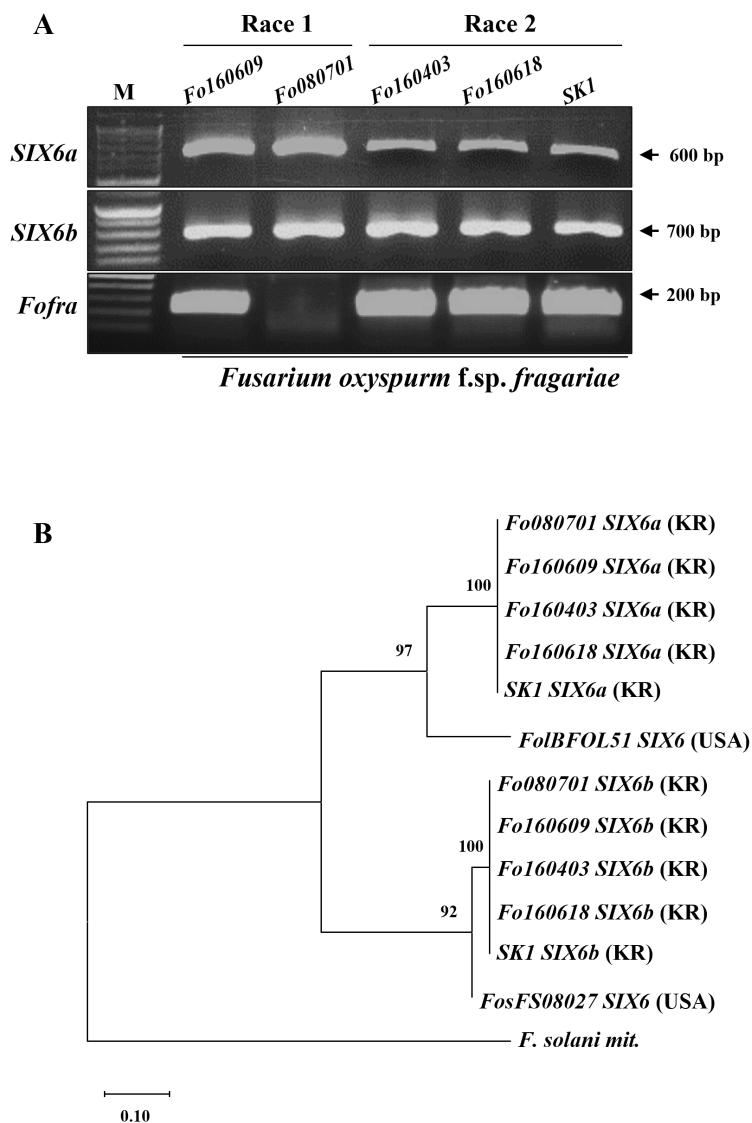 A
Race 1 Race 2
M Fo160609 Fo080701 Fo160403 Fo160618 SK1
SIX6a 600 bp
SIX6b 700 bp
Fofra 200 bp
Fusarium oxyspurm f.sp. fragariae
B
Fo080701 SIX6a (KR)
Fo160609 SIX6a (KR)
100
Fo160403 SIX6a (KR)
97
Fo160618 SIX6a (KR)
SK1 SIX6a (KR)
FolBFOL51 SIX6 (USA)
Fo080701 SIX6b (KR)
Fo160609 SIX6b (KR)
100
Fo160403 SIX6b (KR)
92
Fo160618 SIX6b (KR)
SK1 SIX6b (KR)
FosFS08027 SIX6 (USA)
F. solani mit.
0.10